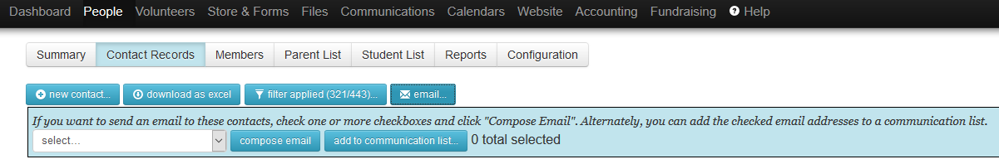 Dashboard People Volunteers Store & Forms Files Communications Calendars Website Accounting Fundraising Help
Summary Contact Records Members Parent List Student List Reports Configuration
new contact... download as excel filter applied (321/443)... email...
If you want to send an email to these contacts, check one or more checkboxes and click "Compose Email". Alternately, you can add the checked email addresses to a communication list.
select... compose email add to communication list... 0 total selected